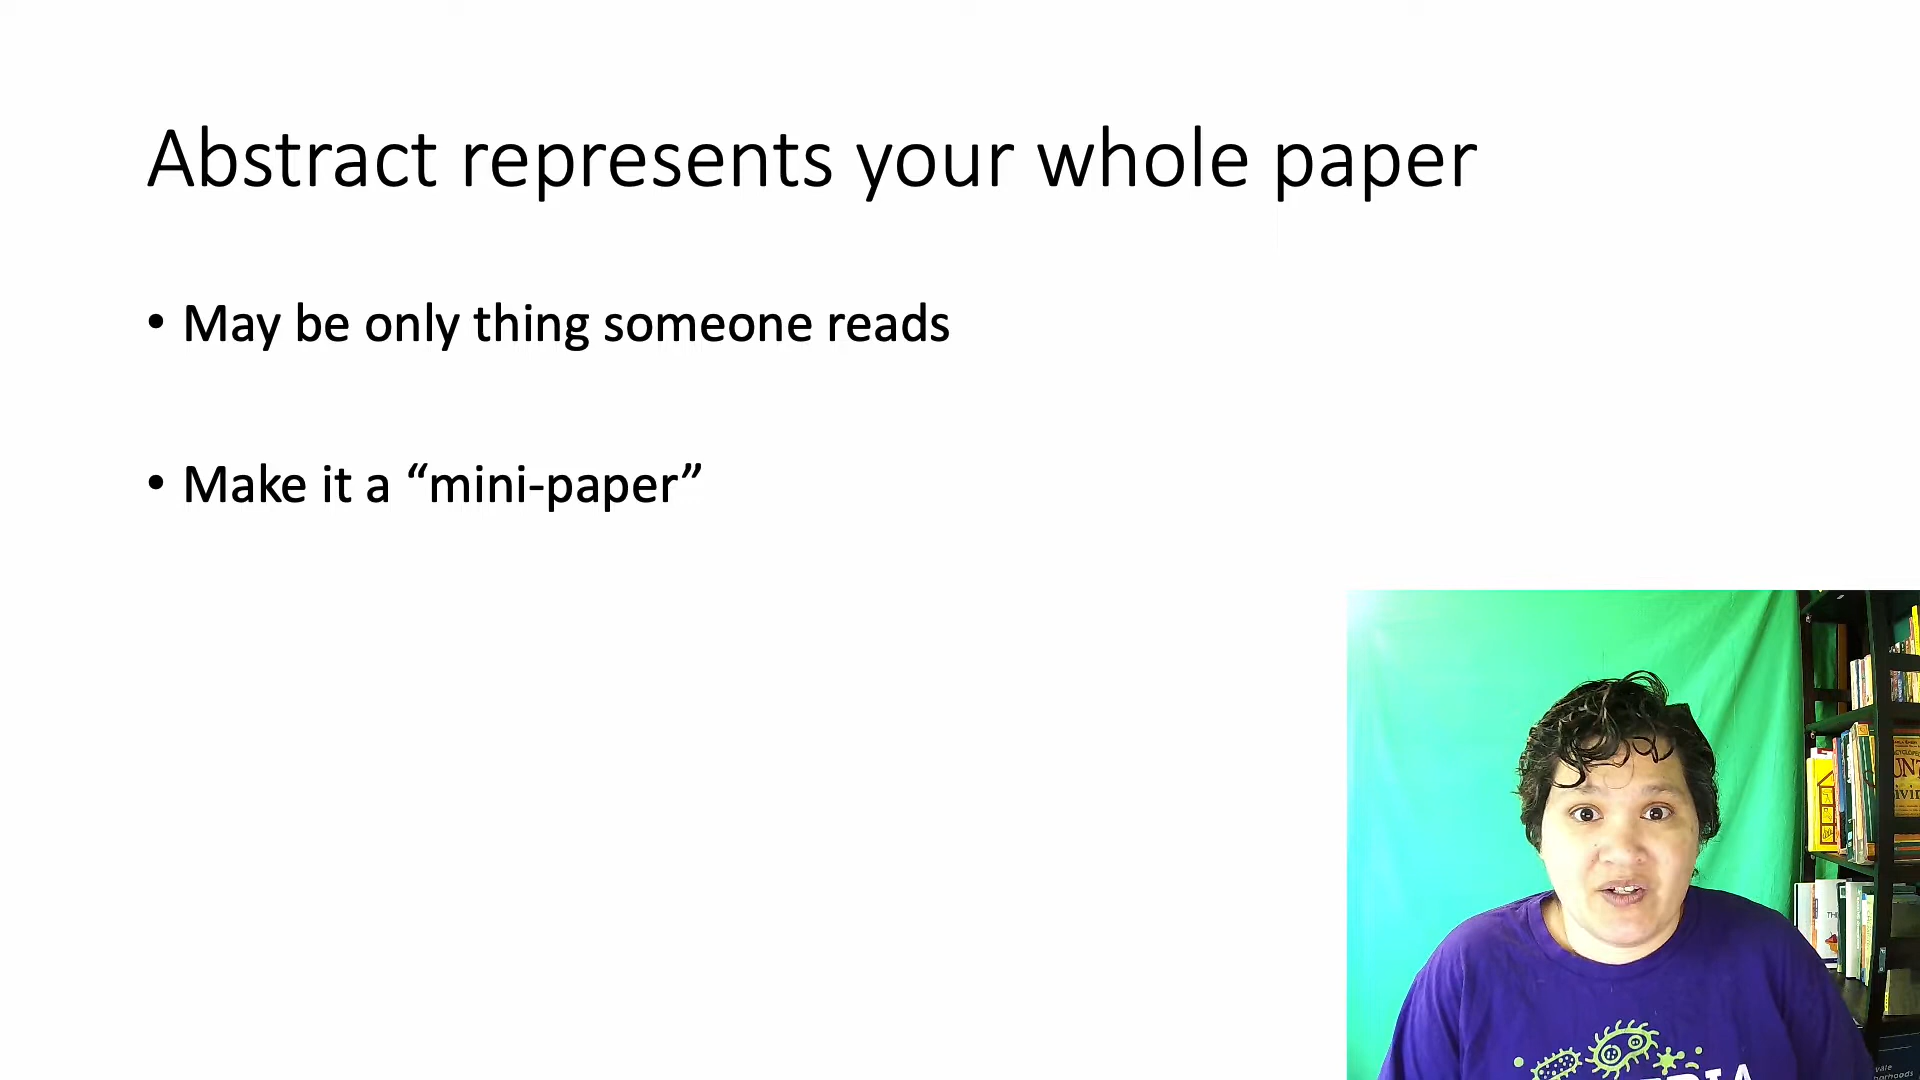 Abstract represents your whole paper
• May be only thing someone reads
• Make it a “mini-paper”